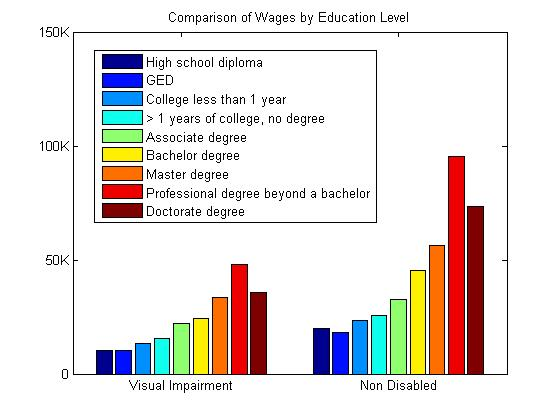 Comparison of Wages by Education Level
150K
100K
50K
0
High school diploma
GED
College less than 1 year
> 1 years of college, no degree
Associate degree
Bachelor degree
Master degree
Professional degree beyond a bachelor
Doctorate degree
Visual Impairment
Non Disabled